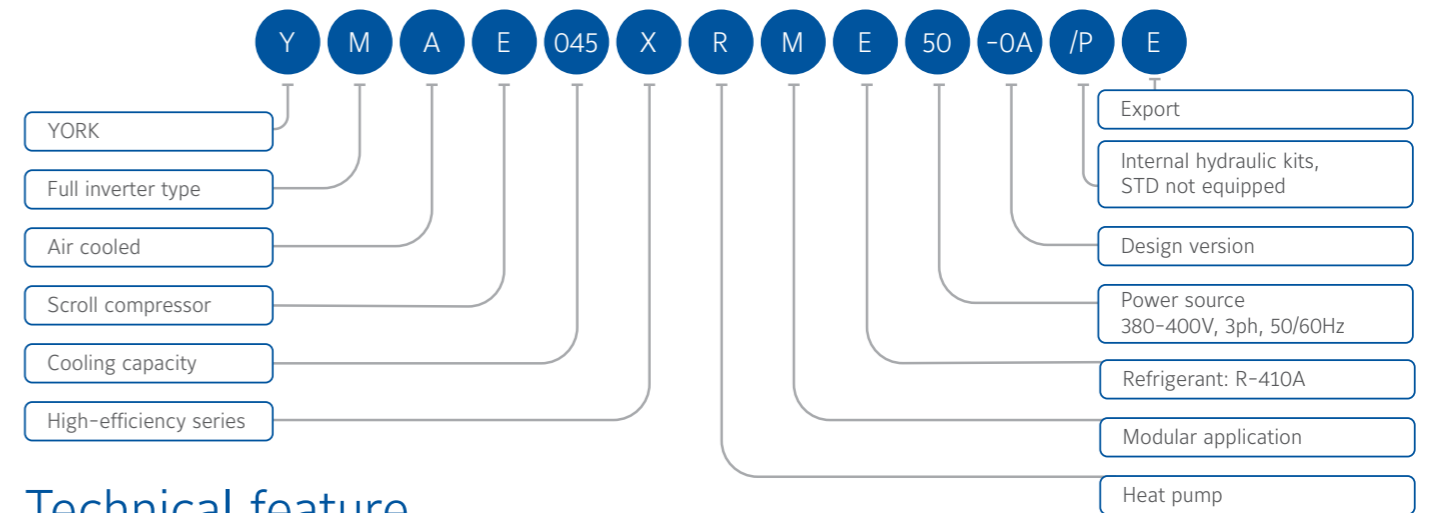 Y M A E 045 X R M E 50 -0A /P E
YORK
Full inverter type
Air cooled
Scroll compressor
Cooling capacity
High-efficiency series
Export
Internal hydraulic kits,
STD not equipped
Design version
Power source
380-400V, 3ph, 50/60Hz
Refrigerant: R-410A
Modular application
Heat pump
Technical feature